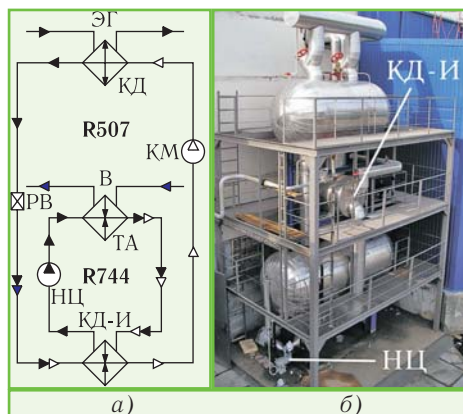 ЭГ
КД
R507
КМ
В
РВ
ТА
R744
НЦ
КД-И
а)
КД-И
НЦ
б)